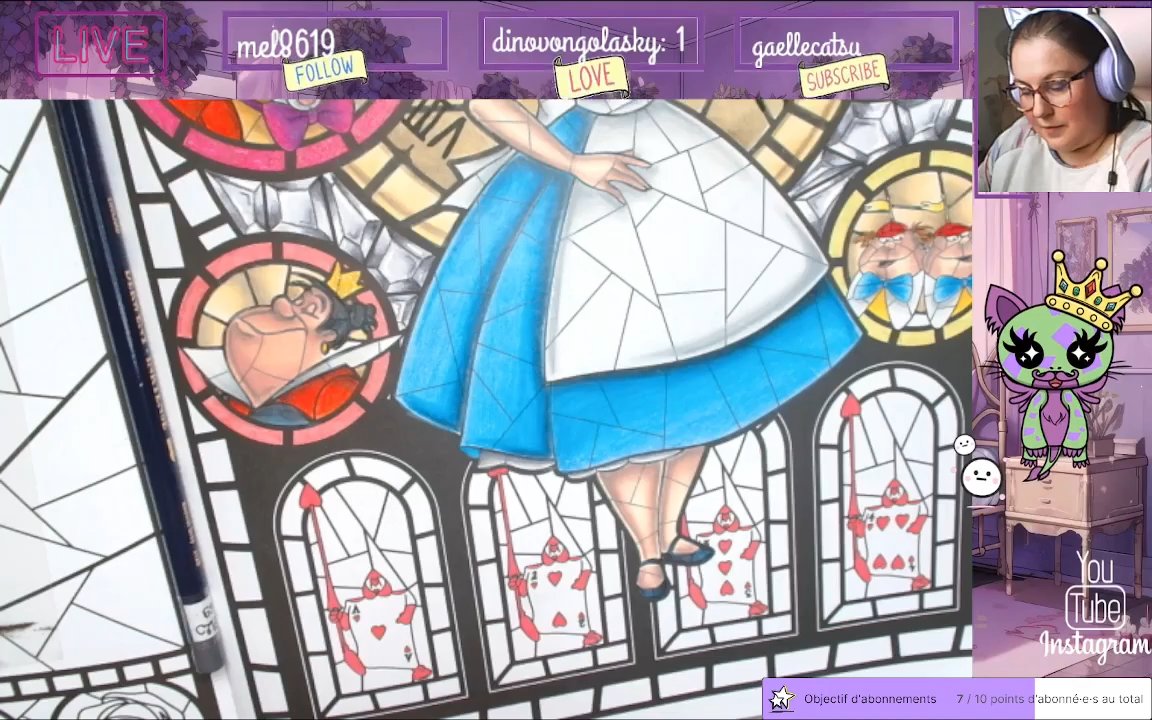 LIVE
mel8619
FOLLOW
dinovongolasky: 1
LOVE
gaellecatsu
SUBSCRIBE
You
Tube
Instagram
Objectif d'abonnements 7 / 10 points d'abonné·e·s au total